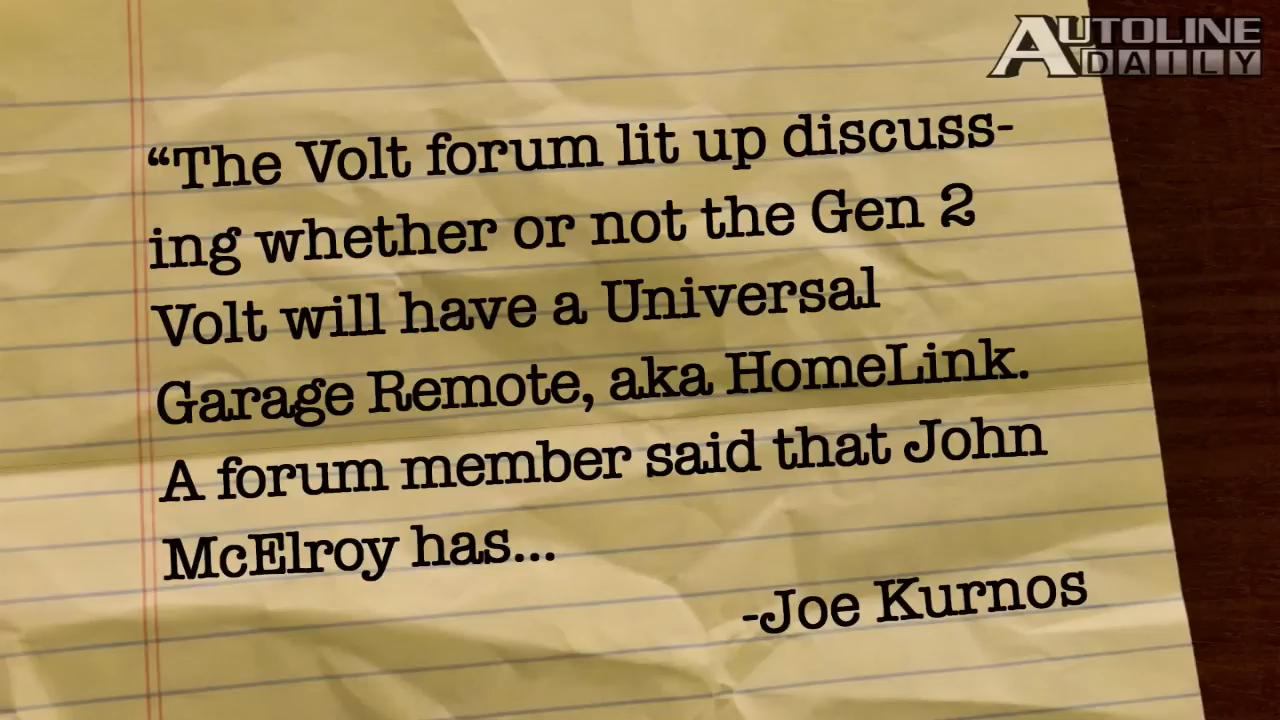 AUTOLINE
DAILY
“The Volt forum lit up discuss-
ing whether or not the Gen 2
Volt will have a Universal
Garage Remote, aka HomeLink.
A forum member said that John
McElroy has...
-Joe Kurnos